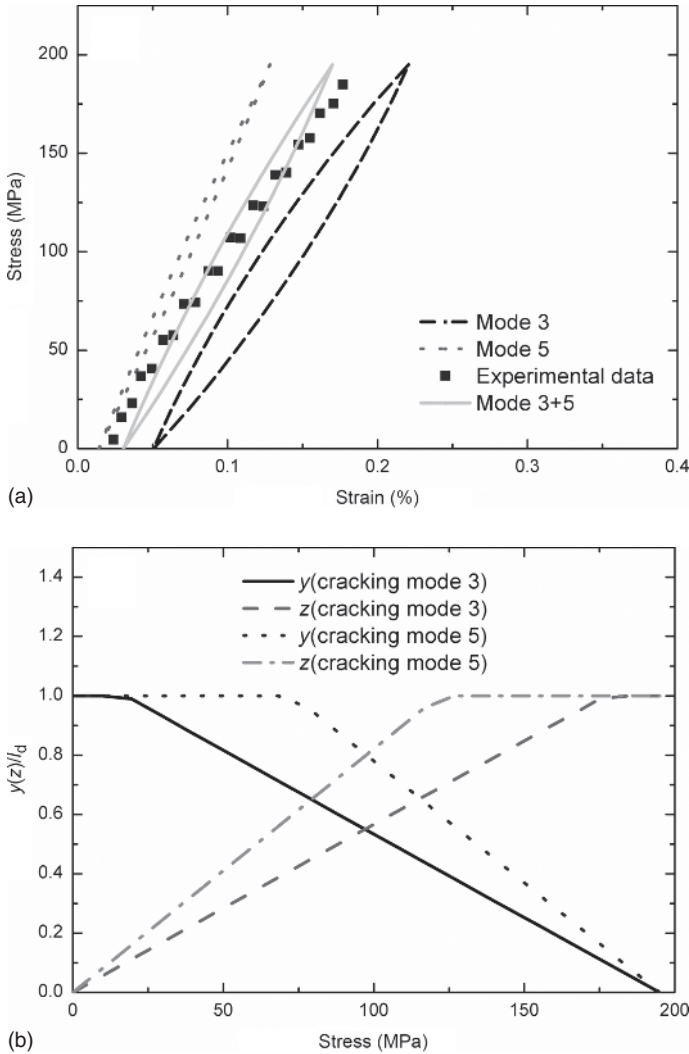 200
150
100
50
0
Stress (MPa)
Mode 3
Mode 5
Experimental data
Mode 3+5
0.0 0.1 0.2 0.3 0.4
Strain (%)
(a)
1.4
1.2
1.0
0.8
0.6
0.4
0.2
0.0
y(z)/l_d
y(cracking mode 3)
z(cracking mode 3)
y(cracking mode 5)
z(cracking mode 5)
0 50 100 150 200
Stress (MPa)
(b)